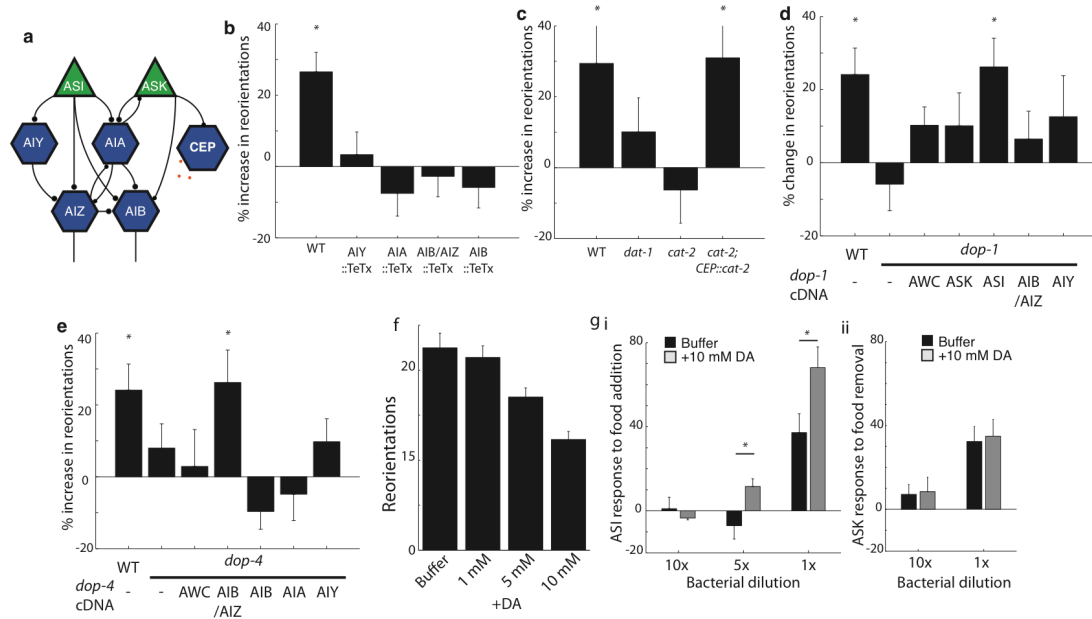 a
ASI
ASK
AIY
AIA
CEP
AIZ
AIB
b
% increase in reorientations
40
20
0
-20
*
WT
AIY
::TeTx
AIA
::TeTx
AIB/AIZ
::TeTx
AIB
::TeTx
c
% increase in reorientations
40
20
0
-20
*
*
WT
dat-1
cat-2
cat-2;
CEP::cat-2
d
% change in reorientations
40
20
0
-20
*
*
WT
dop-1
dop-1
cDNA
-
-
AWC
ASK
ASI
AIB
/AIZ
AIY
e
% increase in reorientations
40
20
0
-20
*
*
WT
dop-4
dop-4
cDNA
-
-
AWC
AIB
/AIZ
AIB
AIA
AIY
f
Reorientations
20
15
0
Buffer
1 mM
5 mM
10 mM
+DA
g i
Buffer
+10 mM DA
ASI response to food addition
80
40
0
-20
*
*
10x
5x
1x
Bacterial dilution
ii
Buffer
+10 mM DA
ASK response to food removal
80
40
0
-20
10x
1x
Bacterial dilution